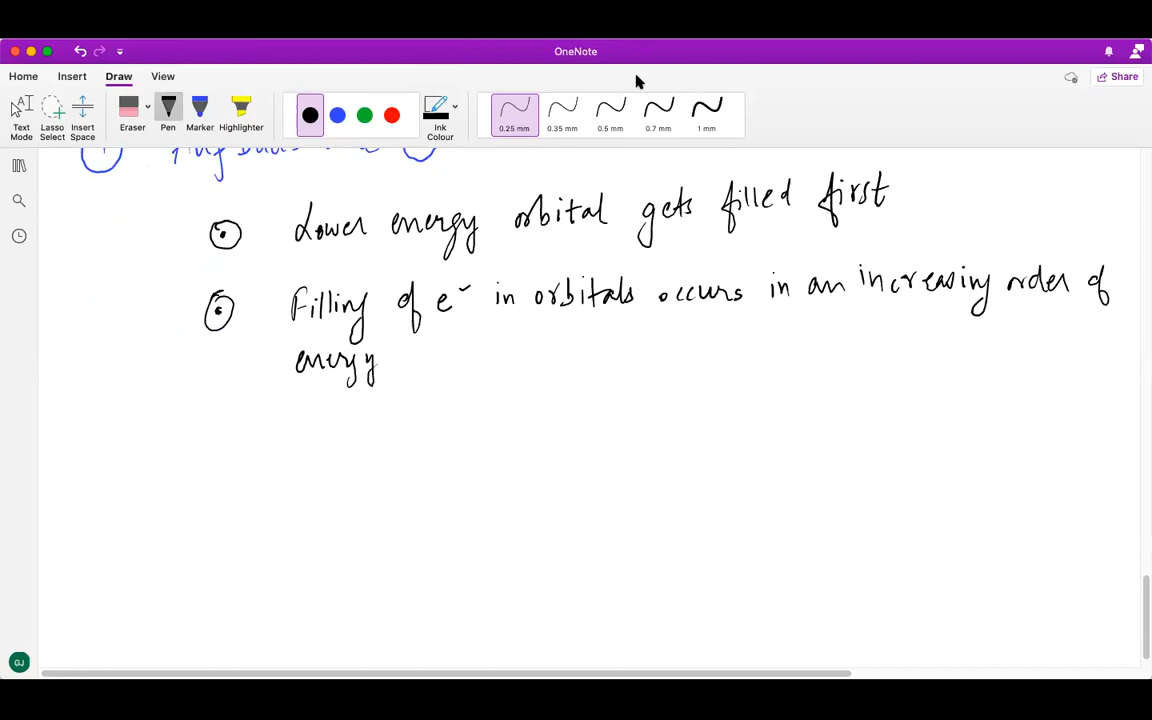 OneNote
Home Insert Draw View
Share
Text Mode
Lasso Select
Insert Space
Eraser
Pen
Marker
Highlighter
Ink Colour
0.25 mm
0.35 mm
0.5 mm
0.7 mm
1 mm
Lower energy orbital gets filled first
Filling of e⁻ in orbitals occurs in an increasing order of
energy
GJ